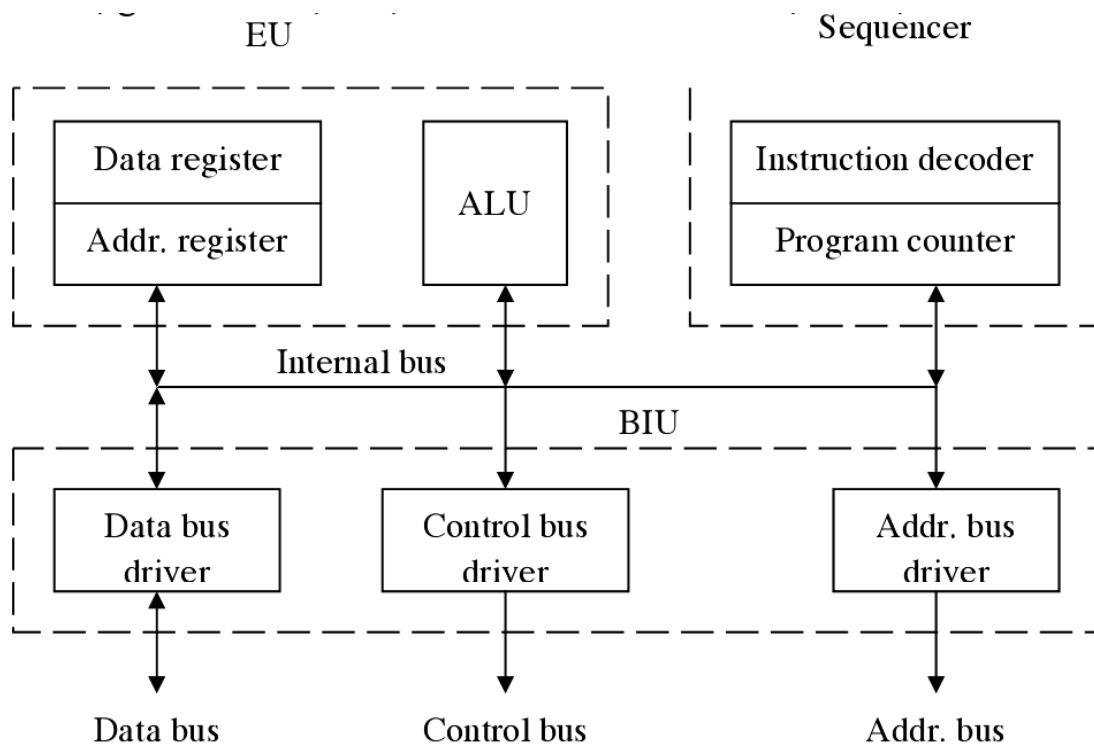 EU
Sequencer
Data register
Addr. register
ALU
Instruction decoder
Program counter
Internal bus
BIU
Data bus
driver
Control bus
driver
Addr. bus
driver
Data bus
Control bus
Addr. bus